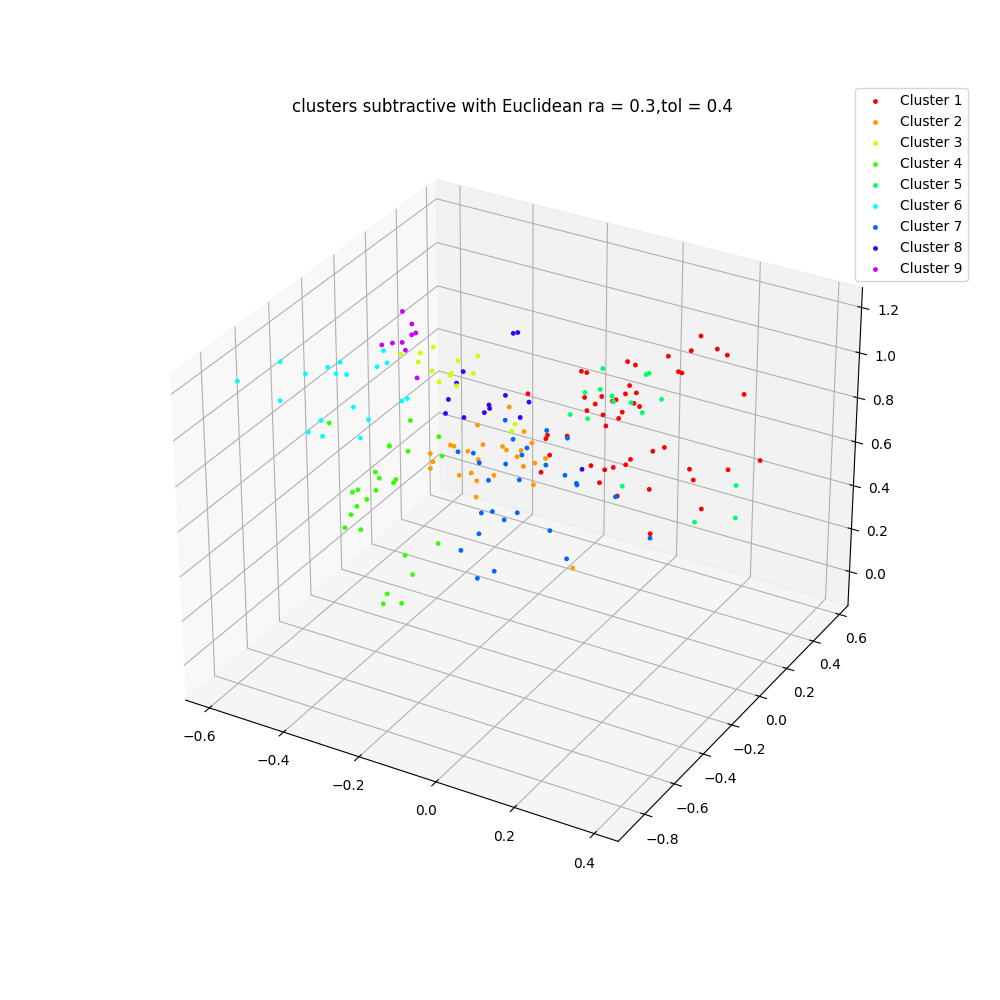 clusters subtractive with Euclidean ra = 0.3,tol = 0.4
Cluster 1
Cluster 2
Cluster 3
Cluster 4
Cluster 5
Cluster 6
Cluster 7
Cluster 8
Cluster 9
1.2
1.0
0.8
0.6
0.4
0.2
0.0
0.6
0.4
0.2
0.0
−0.2
−0.4
−0.6
−0.8
−0.6
−0.4
−0.2
0.0
0.2
0.4